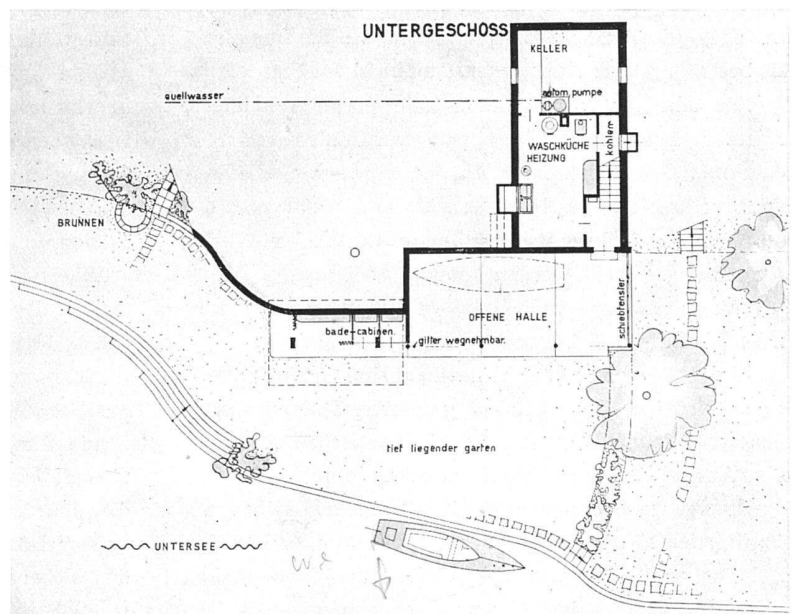 UNTERGESCHOSS
KELLER
quellwasser
autom. pumpe
WASCHKÜCHE
HEIZUNG
kohlen
BRUNNEN
OFFENE HALLE
schiebfenster
bade-cabinen.
gitter wegnehmbar.
tief liegender garten
UNTERSEE